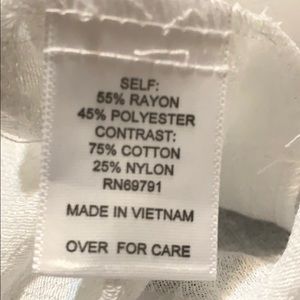 SELF:
55% RAYON
45% POLYESTER
CONTRAST:
75% COTTON
25% NYLON
RN69791
MADE IN VIETNAM
OVER FOR CARE